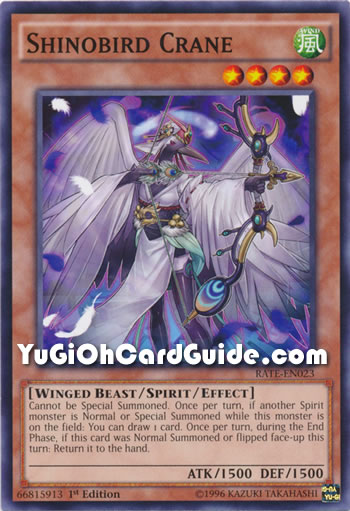 SHINOBIRD CRANE
WIND
風
YuGiOhCardGuide.com
RATE-EN023
[WINGED BEAST/SPIRIT/EFFECT]
Cannot be Special Summoned. Once per turn, if another Spirit
monster is Normal or Special Summoned while this monster is
on the field: You can draw 1 card. Once per turn, during the End
Phase, if this card was Normal Summoned or flipped face-up this
turn: Return it to the hand.
ATK/1500 DEF/1500
66815913 1st Edition ©1996 KAZUKI TAKAHASHI